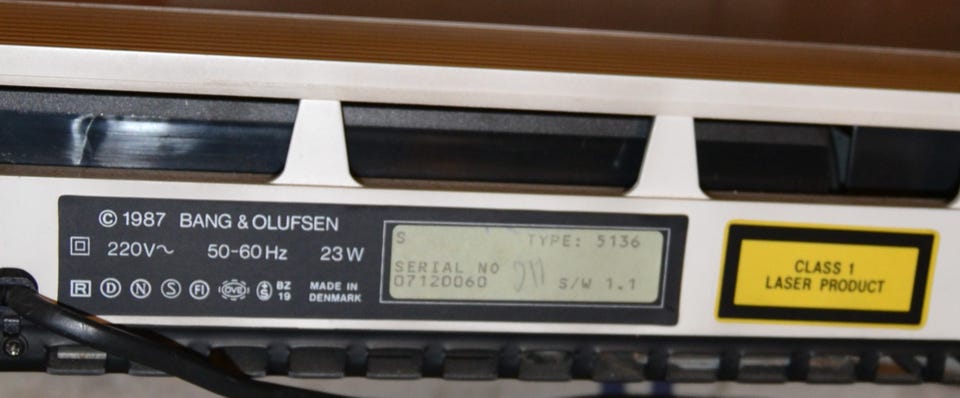 © 1987 BANG & OLUFSEN
220V~ 50-60Hz 23W
R D N S FI ÖVE S BZ 19 MADE IN DENMARK
S TYPE: 5136
SERIAL NO
07120060 S/W 1.1
CLASS 1
LASER PRODUCT